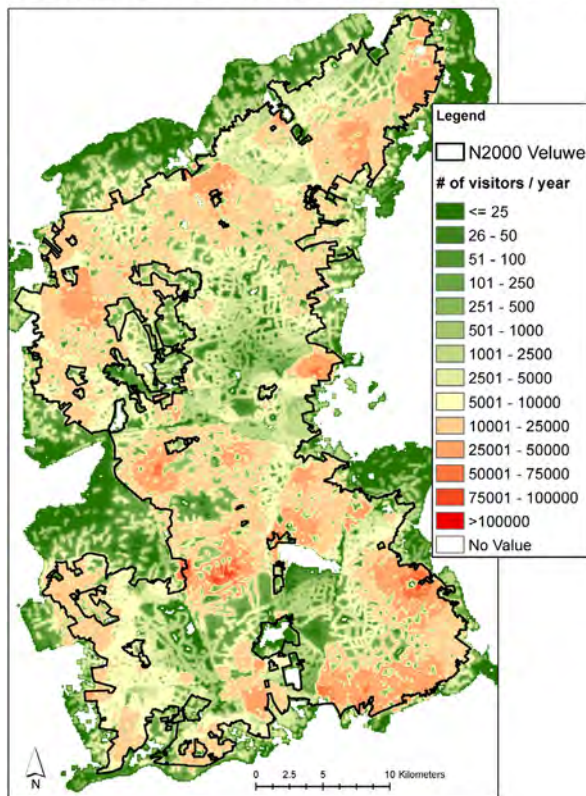 Legend
N2000 Veluwe
# of visitors / year
<= 25
26 - 50
51 - 100
101 - 250
251 - 500
501 - 1000
1001 - 2500
2501 - 5000
5001 - 10000
10001 - 25000
25001 - 50000
50001 - 75000
75001 - 100000
>100000
No Value
N
0 2.5 5 10 Kilometers